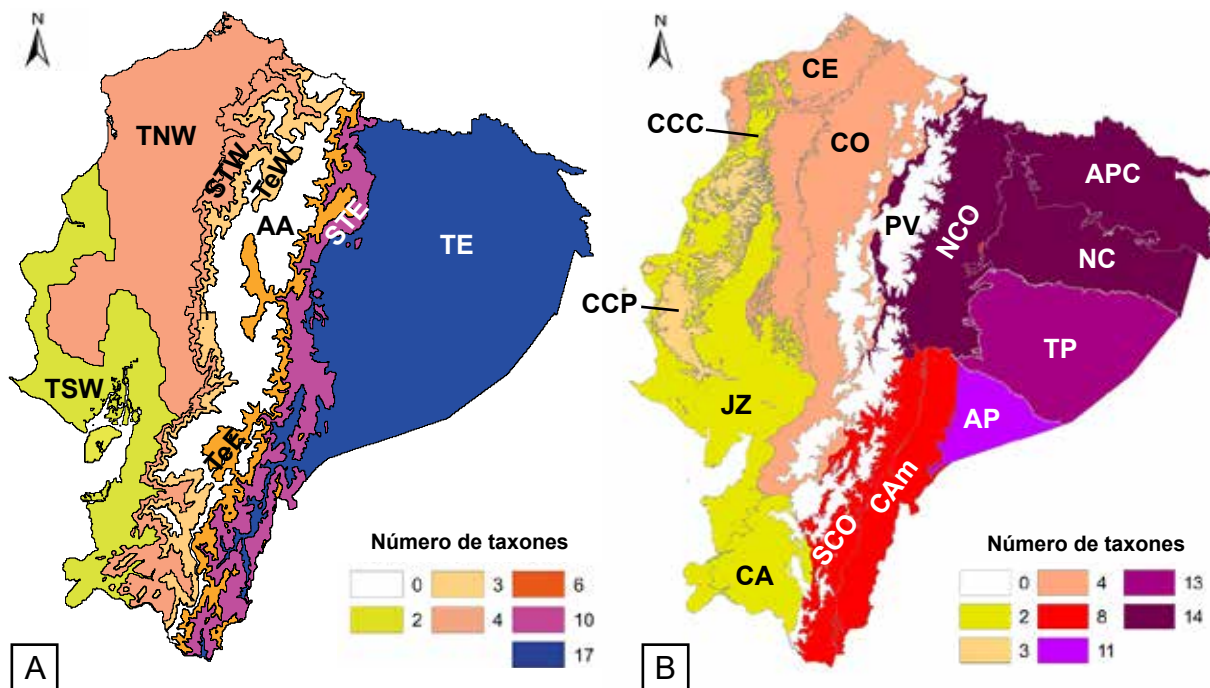 N
TNW
STW
TeW
AA
STE
TE
TSW
TeE
Número de taxones
0 3 6
2 4 10
17
A
N
CE
CCC
CO
PV
NCO
APC
NC
CCP
TP
JZ
AP
CAm
SCO
CA
Número de taxones
0 4 13
2 8 14
3 11
B